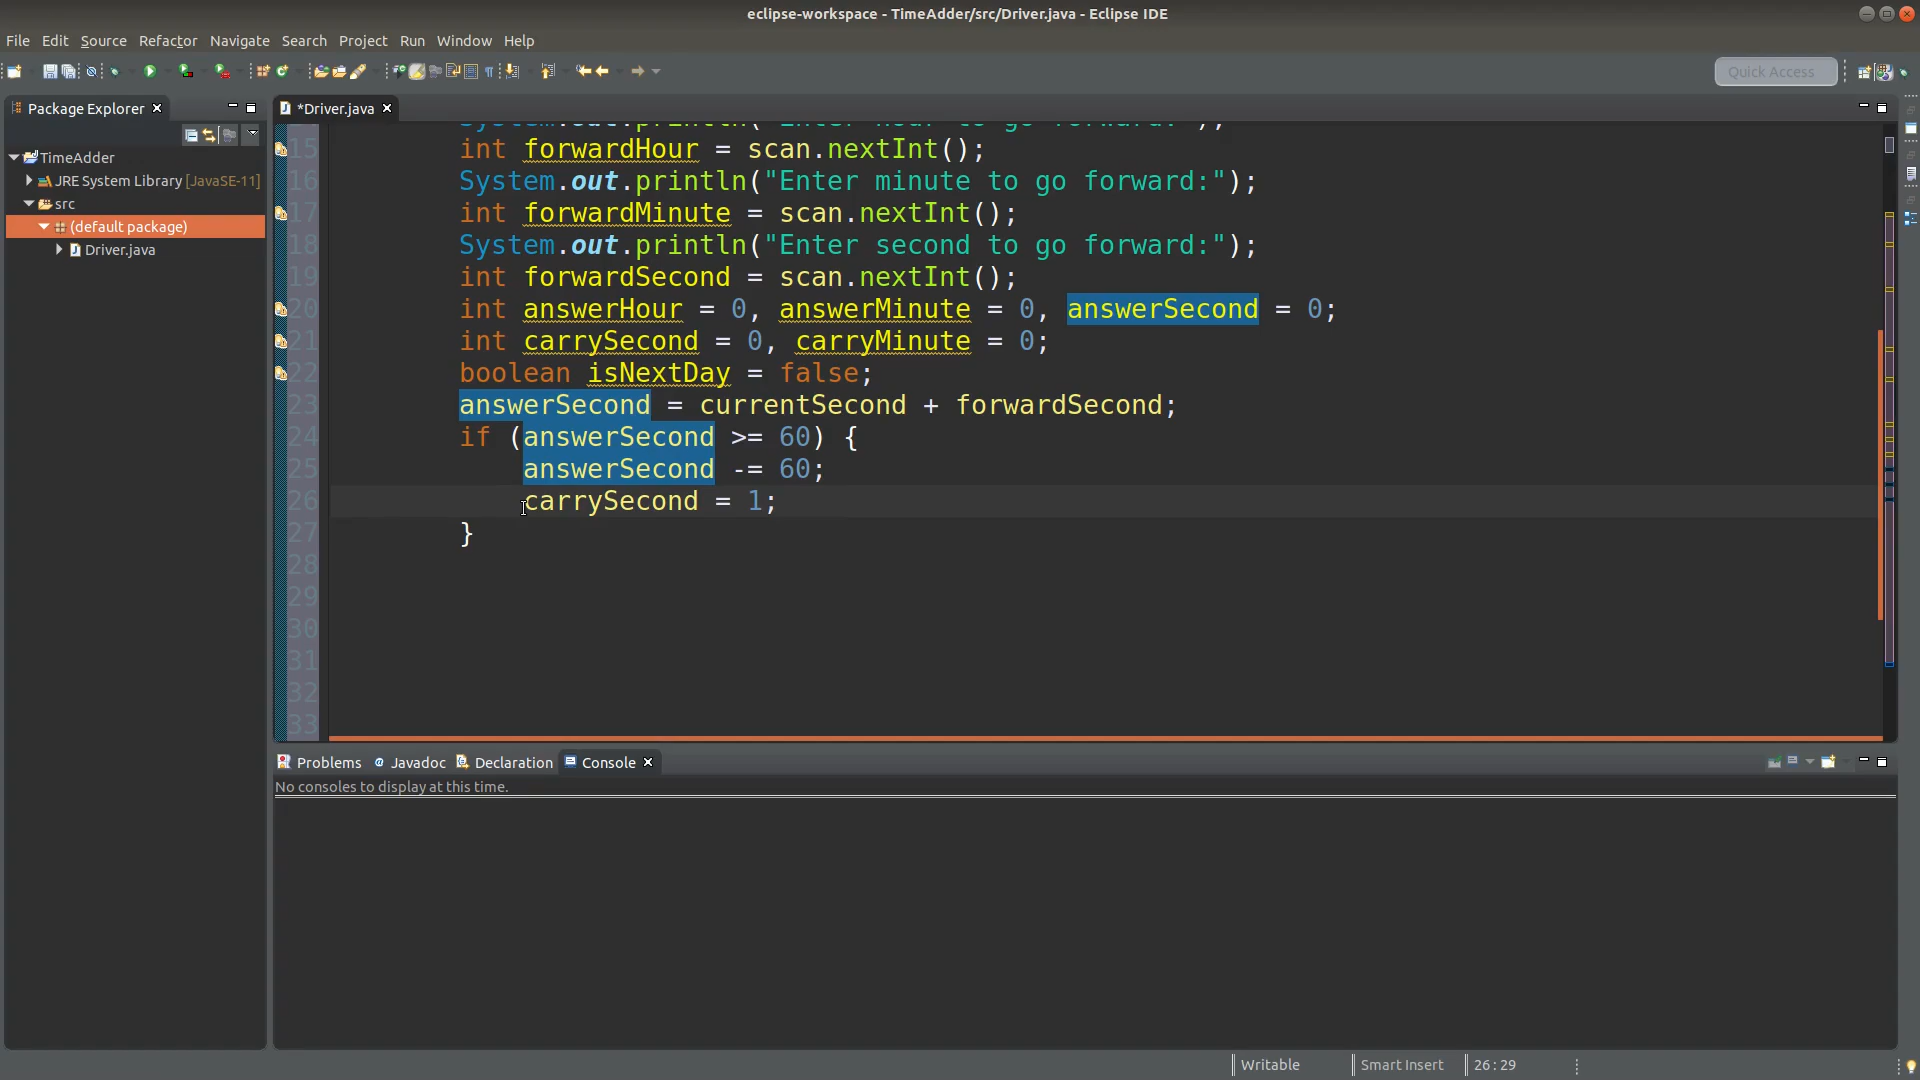 eclipse-workspace - TimeAdder/src/Driver.java - Eclipse IDE
File Edit Source Refactor Navigate Search Project Run Window Help
Quick Access
Package Explorer
*Driver.java
TimeAdder
JRE System Library [JavaSE-11]
src
(default package)
Driver.java
15 int forwardHour = scan.nextInt();
16 System.out.println("Enter minute to go forward:");
17 int forwardMinute = scan.nextInt();
18 System.out.println("Enter second to go forward:");
19 int forwardSecond = scan.nextInt();
20 int answerHour = 0, answerMinute = 0, answerSecond = 0;
21 int carrySecond = 0, carryMinute = 0;
22 boolean isNextDay = false;
23 answerSecond = currentSecond + forwardSecond;
24 if (answerSecond >= 60) {
25 answerSecond -= 60;
26 carrySecond = 1;
27 }
28
29
30
31
32
33
Problems Javadoc Declaration Console
No consoles to display at this time.
Writable Smart Insert 26:29